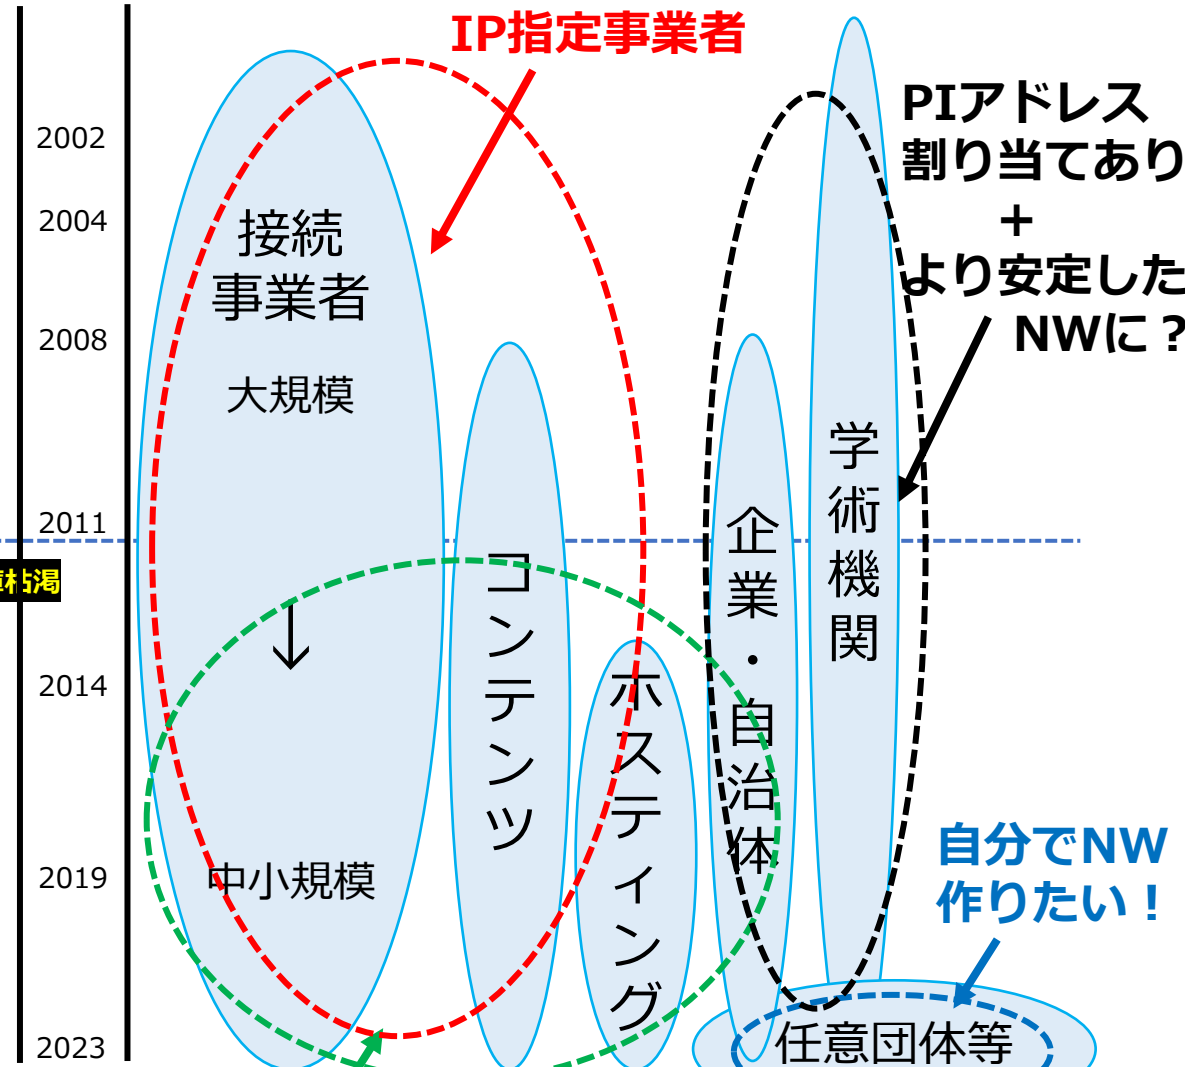 IP指定事業者
PIアドレス
割り当てあり
+
より安定した
NWに？
2002
2004
2008
2011
枯渇
2014
2019
2023
接続
事業者
大規模
↓
中小規模
コンテンツ
ホスティング
企業・自治体
学術機関
自分でNW
作りたい！
任意団体等